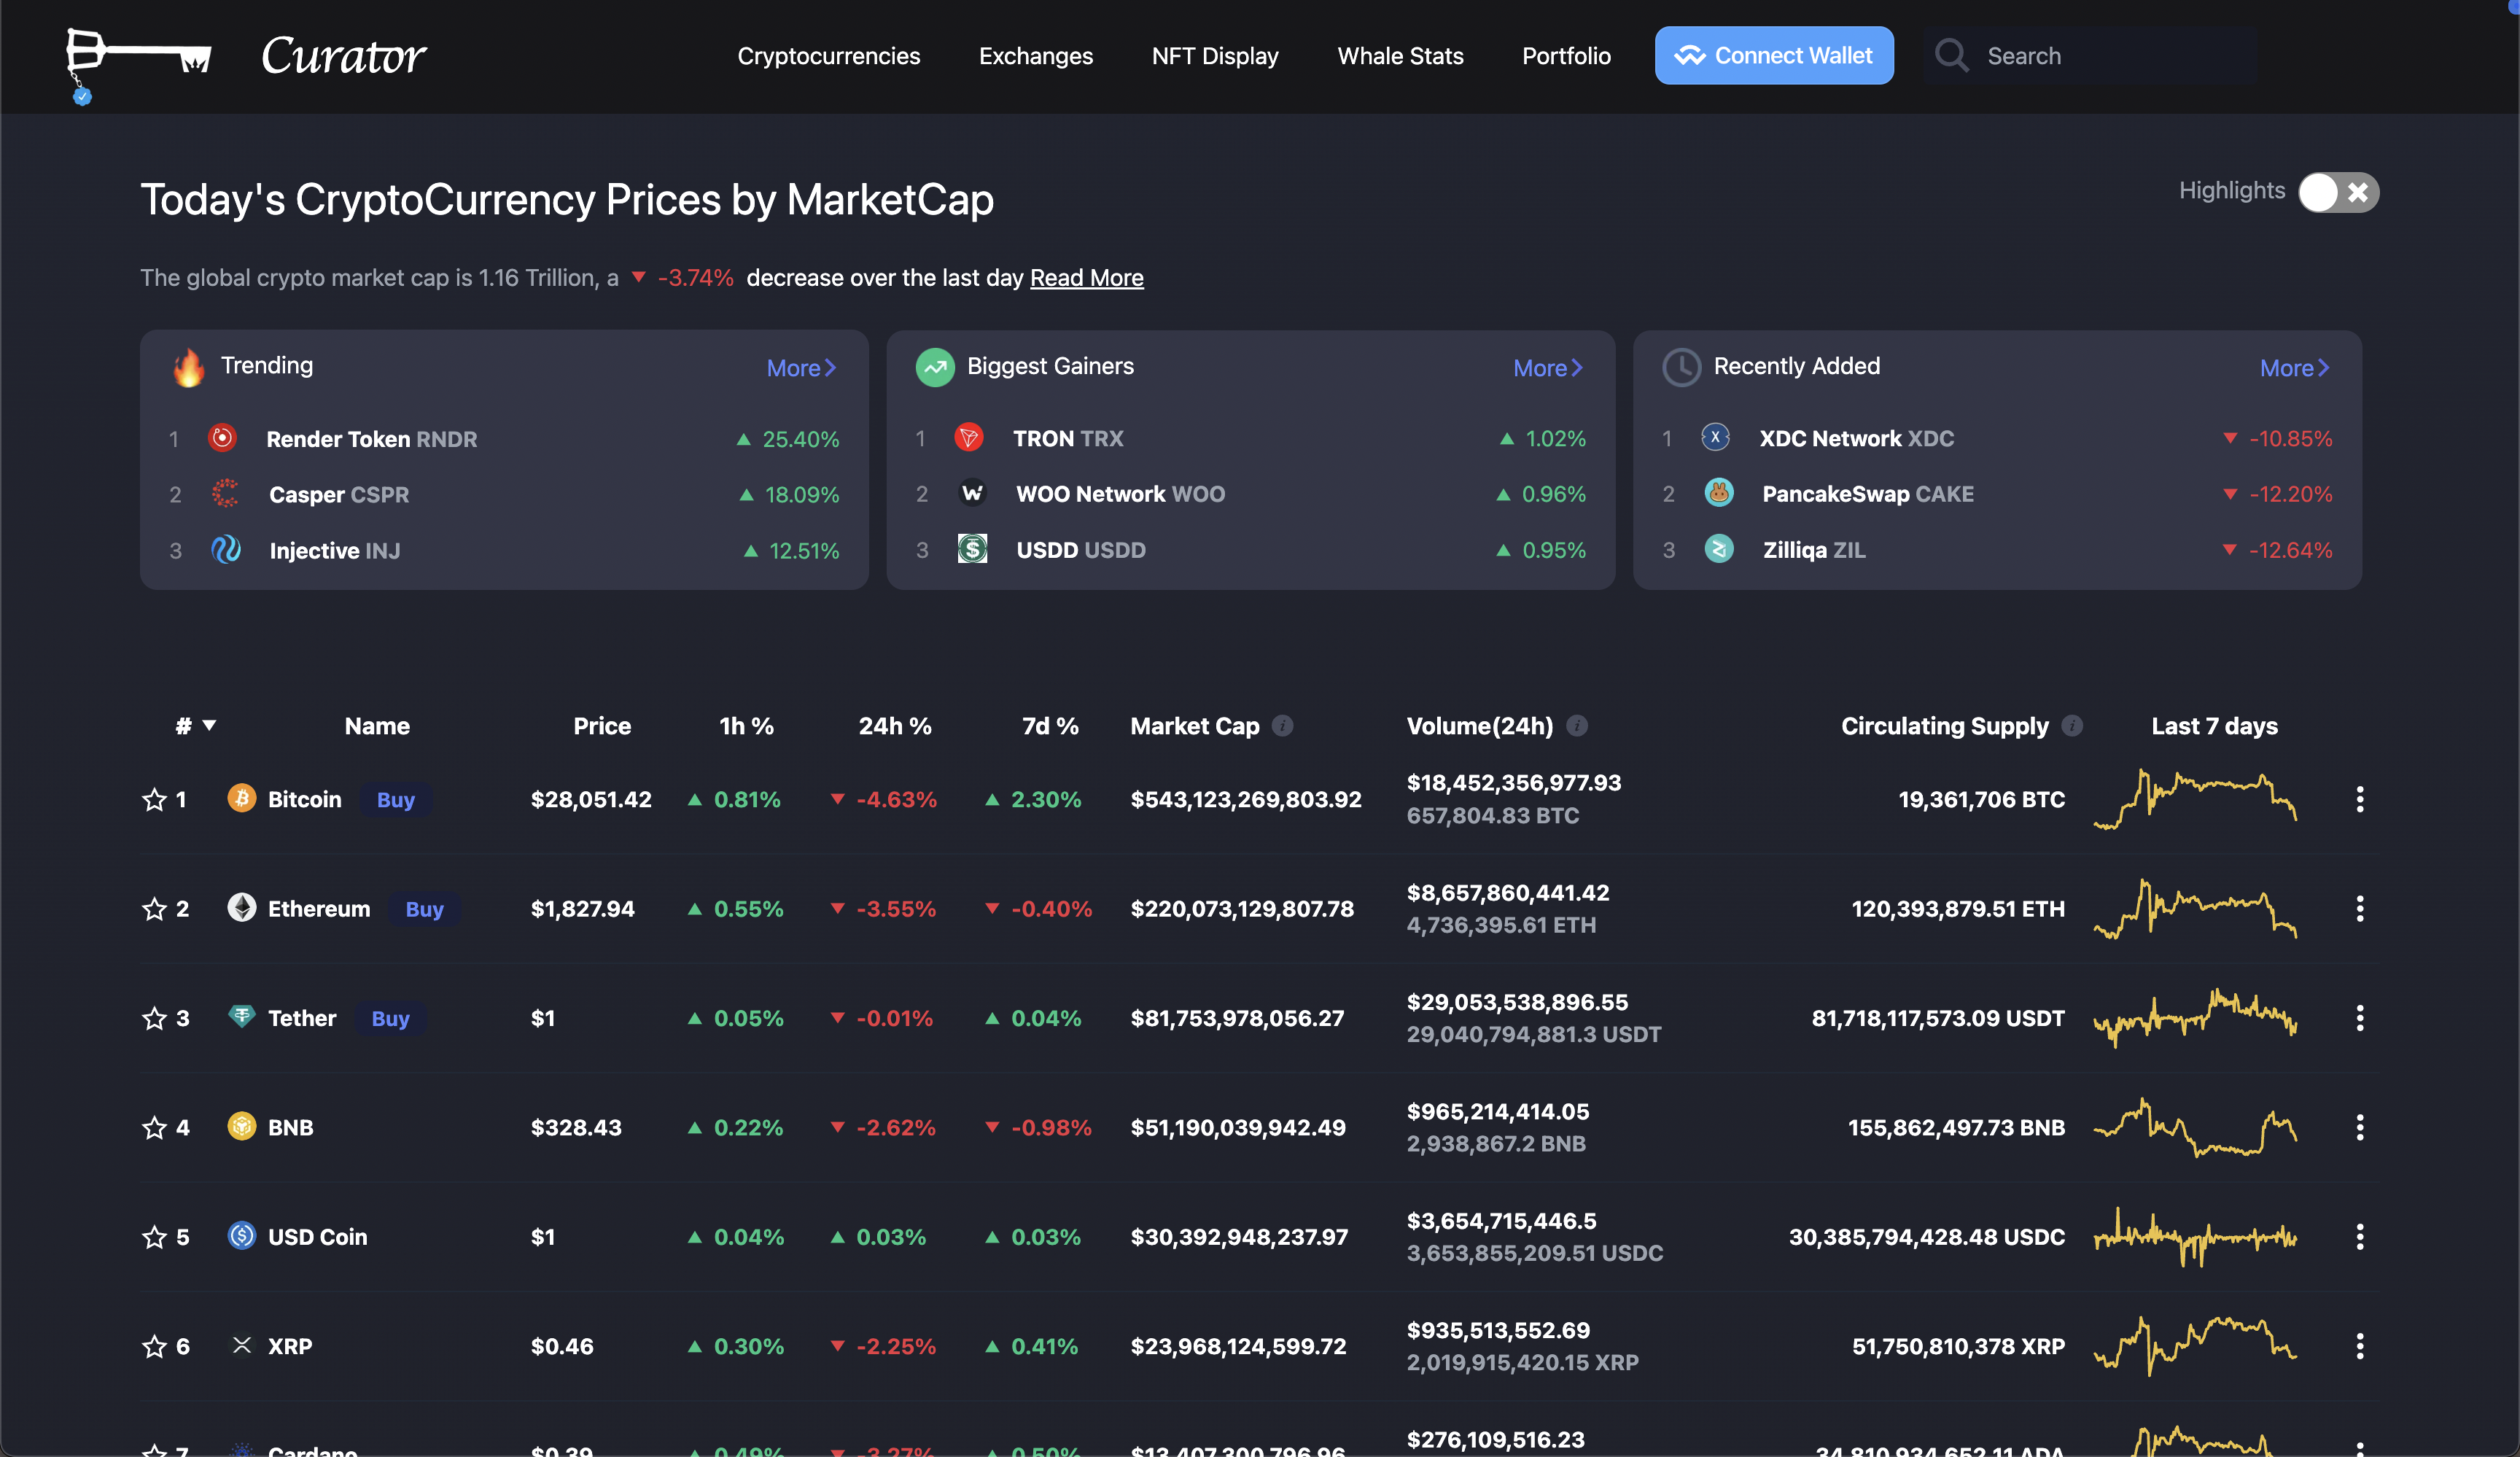 Curator Cryptocurrencies Exchanges NFT Display Whale Stats Portfolio Connect Wallet Search
Today's CryptoCurrency Prices by MarketCap Highlights
The global crypto market cap is 1.16 Trillion, a -3.74% decrease over the last day Read More
Trending More
1 Render Token RNDR 25.40%
2 Casper CSPR 18.09%
3 Injective INJ 12.51%
Biggest Gainers More
1 TRON TRX 1.02%
2 WOO Network WOO 0.96%
3 USDD USDD 0.95%
Recently Added More
1 XDC Network XDC -10.85%
2 PancakeSwap CAKE -12.20%
3 Zilliqa ZIL -12.64%
# Name Price 1h % 24h % 7d % Market Cap Volume(24h) Circulating Supply Last 7 days
1 Bitcoin Buy $28,051.42 0.81% -4.63% 2.30% $543,123,269,803.92 $18,452,356,977.93 19,361,706 BTC
657,804.83 BTC
2 Ethereum Buy $1,827.94 0.55% -3.55% -0.40% $220,073,129,807.78 $8,657,860,441.42 120,393,879.51 ETH
4,736,395.61 ETH
3 Tether Buy $1 0.05% -0.01% 0.04% $81,753,978,056.27 $29,053,538,896.55 81,718,117,573.09 USDT
29,040,794,881.3 USDT
4 BNB $328.43 0.22% -2.62% -0.98% $51,190,039,942.49 $965,214,414.05 155,862,497.73 BNB
2,938,867.2 BNB
5 USD Coin $1 0.04% 0.03% 0.03% $30,392,948,237.97 $3,654,715,446.5 30,385,794,428.48 USDC
3,653,855,209.51 USDC
6 XRP $0.46 0.30% -2.25% 0.41% $23,968,124,599.72 $935,513,552.69 51,750,810,378 XRP
2,019,915,420.15 XRP
7 Cardano $0.39 0.49% -3.27% 0.50% $13,407,300,796.96 $276,109,516.23 34,810,934,652.11 ADA